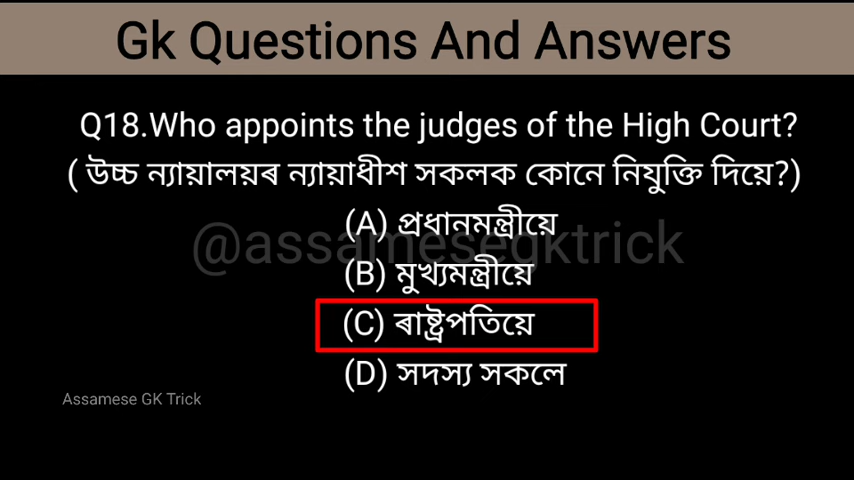 Gk Questions And Answers
Q18.Who appoints the judges of the High Court?
( উচ্চ ন্যায়ালয়ৰ ন্যায়াধীশ সকলক কোনে নিযুক্তি দিয়ে?)
(A) প্ৰধানমন্ত্ৰীয়ে
@assamesegktrick
(B) মুখ্যমন্ত্ৰীয়ে
(C) ৰাষ্ট্ৰপতিয়ে
(D) সদস্য সকলে
Assamese GK Trick